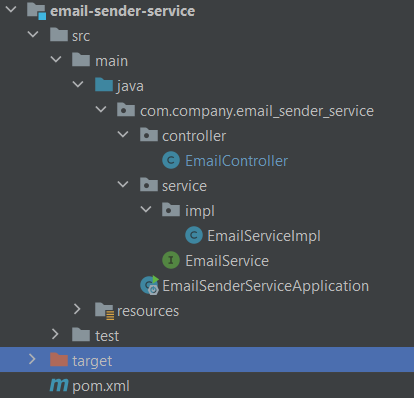 email-sender-service
src
main
java
com.company.email_sender_service
controller
EmailController
service
impl
EmailServiceImpl
EmailService
EmailSenderServiceApplication
resources
test
target
pom.xml